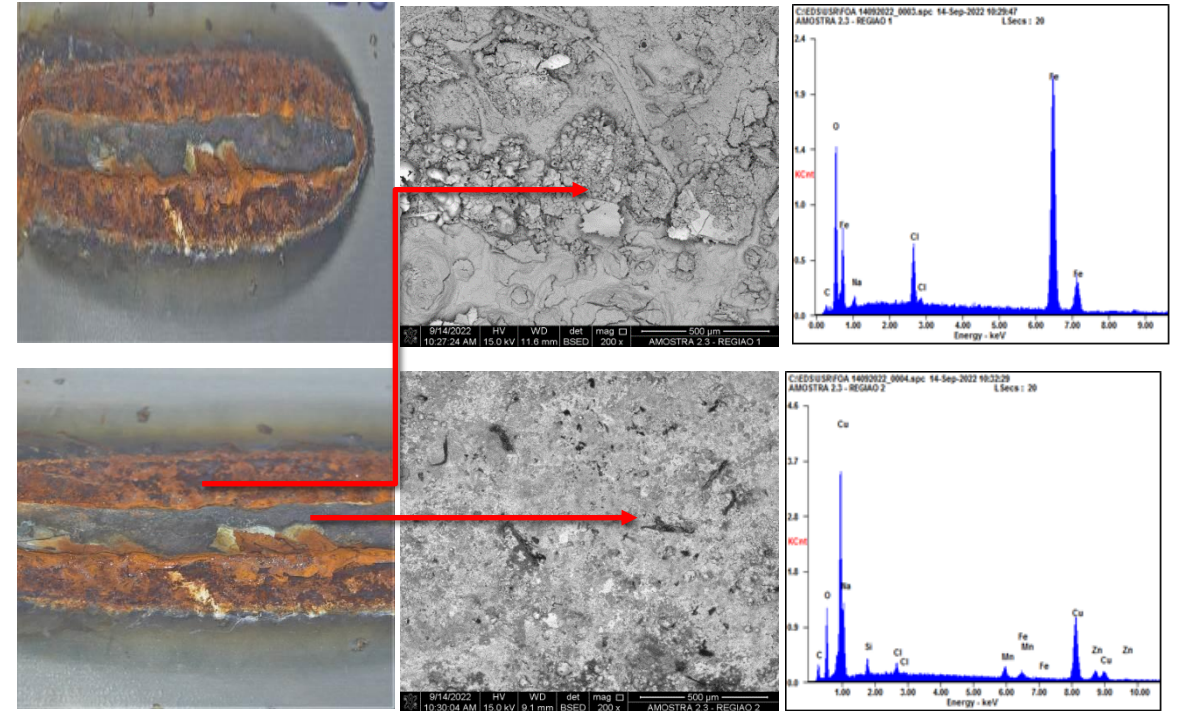 C:\EDS\USR\FOA 14092022_0003.spc 14-Sep-2022 10:29:47
AMOSTRA 2.3 - REGIAO 1 LSecs : 20
2.4
1.9
1.4
KCnt
1.0
0.5
0.0
C
O
Fe
Na
Cl
Cl
Fe
Fe
0.00 1.00 2.00 3.00 4.00 5.00 6.00 7.00 8.00 9.00
Energy - keV
9/14/2022 HV WD det mag □ 500 µm
10:27:24 AM 15.0 kV 11.6 mm BSED 200 x AMOSTRA 2.3 - REGIAO 1
C:\EDS\USR\FOA 14092022_0004.spc 14-Sep-2022 10:32:29
AMOSTRA 2.3 - REGIAO 2 LSecs : 20
4.6
3.7
2.8
KCnt
1.8
0.9
0.0
C
O
Cu
Na
Si
Cl
Cl
Mn
Fe
Mn
Fe
Cu
Zn
Cu
Zn
1.00 2.00 3.00 4.00 5.00 6.00 7.00 8.00 9.00 10.00
Energy - keV
9/14/2022 HV WD det mag □ 500 µm
10:30:04 AM 15.0 kV 9.1 mm BSED 200 x AMOSTRA 2.3 - REGIAO 2